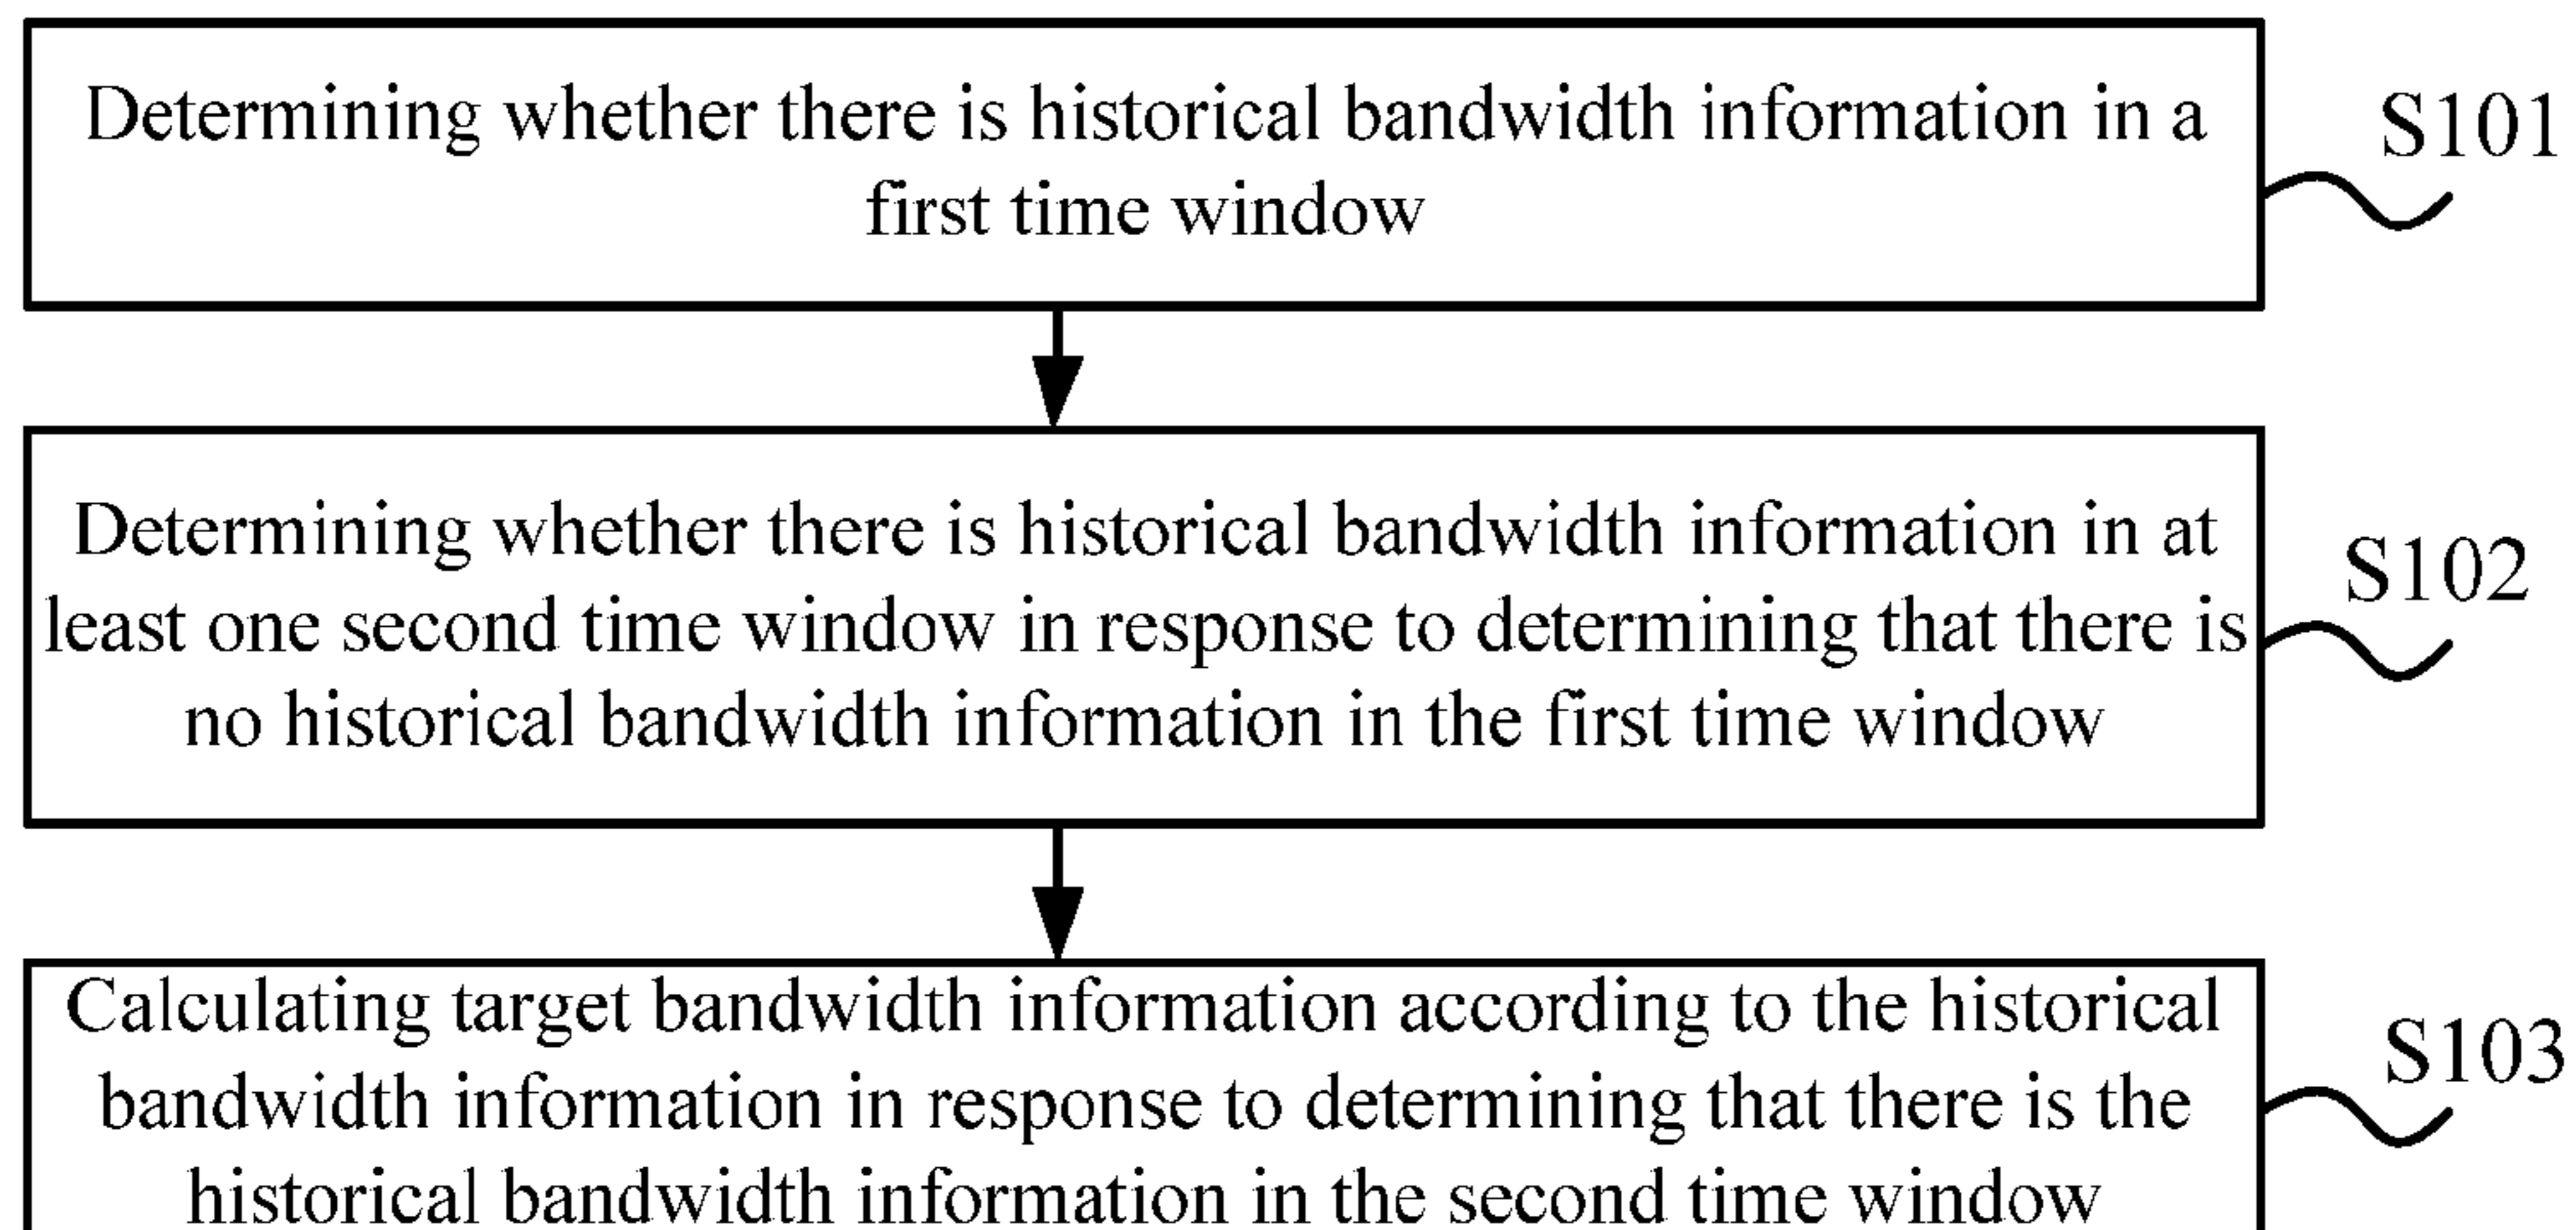 Determining whether there is historical bandwidth information in a
first time window
S101
Determining whether there is historical bandwidth information in at
least one second time window in response to determining that there is
no historical bandwidth information in the first time window
S102
Calculating target bandwidth information according to the historical
bandwidth information in response to determining that there is the
historical bandwidth information in the second time window
S103